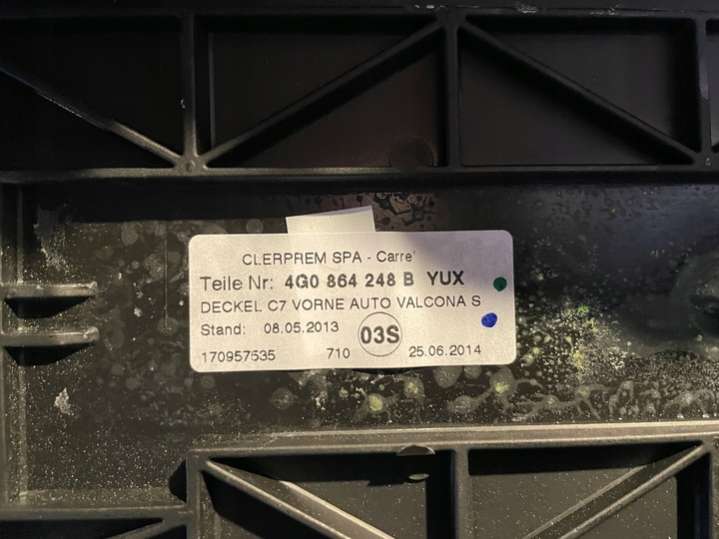 CLERPREM SPA - Carre'
Teile Nr: 4G0 864 248 B YUX
DECKEL C7 VORNE AUTO VALCONA S
Stand: 08.05.2013
03S
170957535 710 25.06.2014